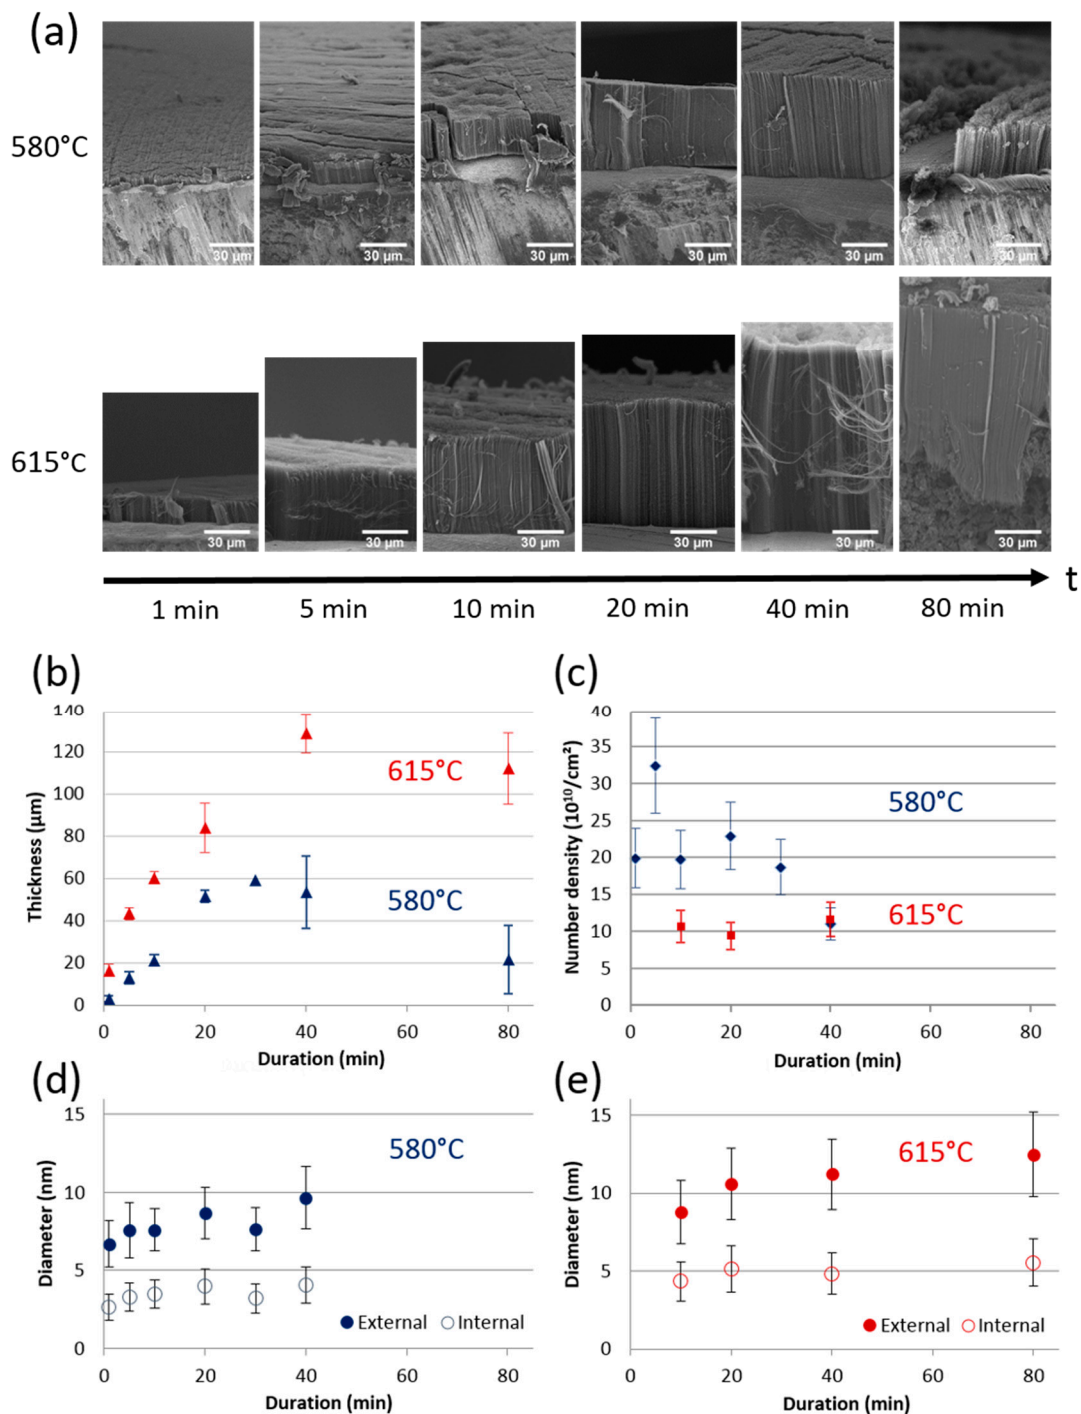 (a)
580°C
30 µm 30 µm 30 µm 30 µm 30 µm 30 µm
615°C
30 µm 30 µm 30 µm 30 µm 30 µm 30 µm
t
1 min 5 min 10 min 20 min 40 min 80 min
(b)
140
120
100
80
60
40
20
0
Thickness (µm)
615°C
580°C
0 20 40 60 80
Duration (min)
(c)
40
35
30
25
20
15
10
5
0
Number density (10¹⁰/cm²)
580°C
615°C
0 20 40 60 80
Duration (min)
(d)
15
10
5
0
Diameter (nm)
580°C
External Internal
0 20 40 60 80
Duration (min)
(e)
15
10
5
0
Diameter (nm)
615°C
External Internal
0 20 40 60 80
Duration (min)